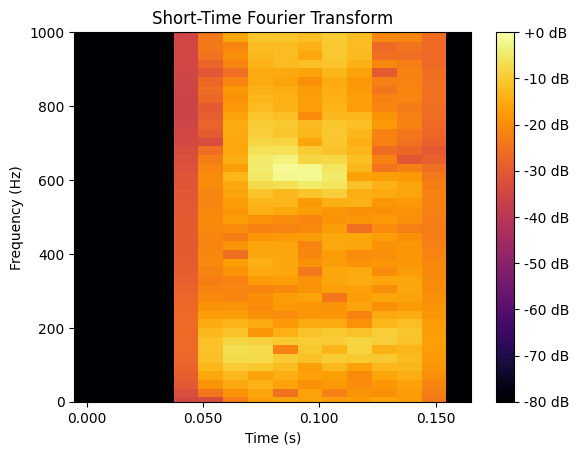 Short-Time Fourier Transform
1000
800
600
400
200
0
Frequency (Hz)
0.000
0.050
0.100
0.150
Time (s)
+0 dB
-10 dB
-20 dB
-30 dB
-40 dB
-50 dB
-60 dB
-70 dB
-80 dB